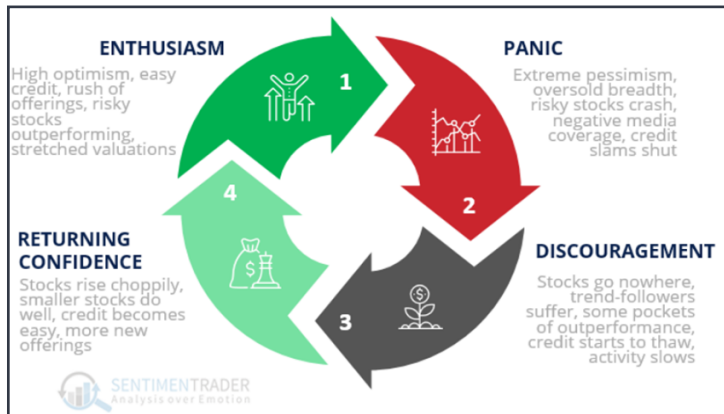 ENTHUSIASM
High optimism, easy
credit, rush of
offerings, risky
stocks
outperforming,
stretched valuations
1
PANIC
Extreme pessimism,
oversold breadth,
risky stocks crash,
negative media
coverage, credit
slams shut
2
DISCOURAGEMENT
Stocks go nowhere,
trend-followers
suffer, some pockets
of outperformance,
credit starts to thaw,
activity slows
3
4
RETURNING
CONFIDENCE
Stocks rise choppily,
smaller stocks do
well, credit becomes
easy, more new
offerings
$
$
SENTIMENTRADER
Analysis over Emotion